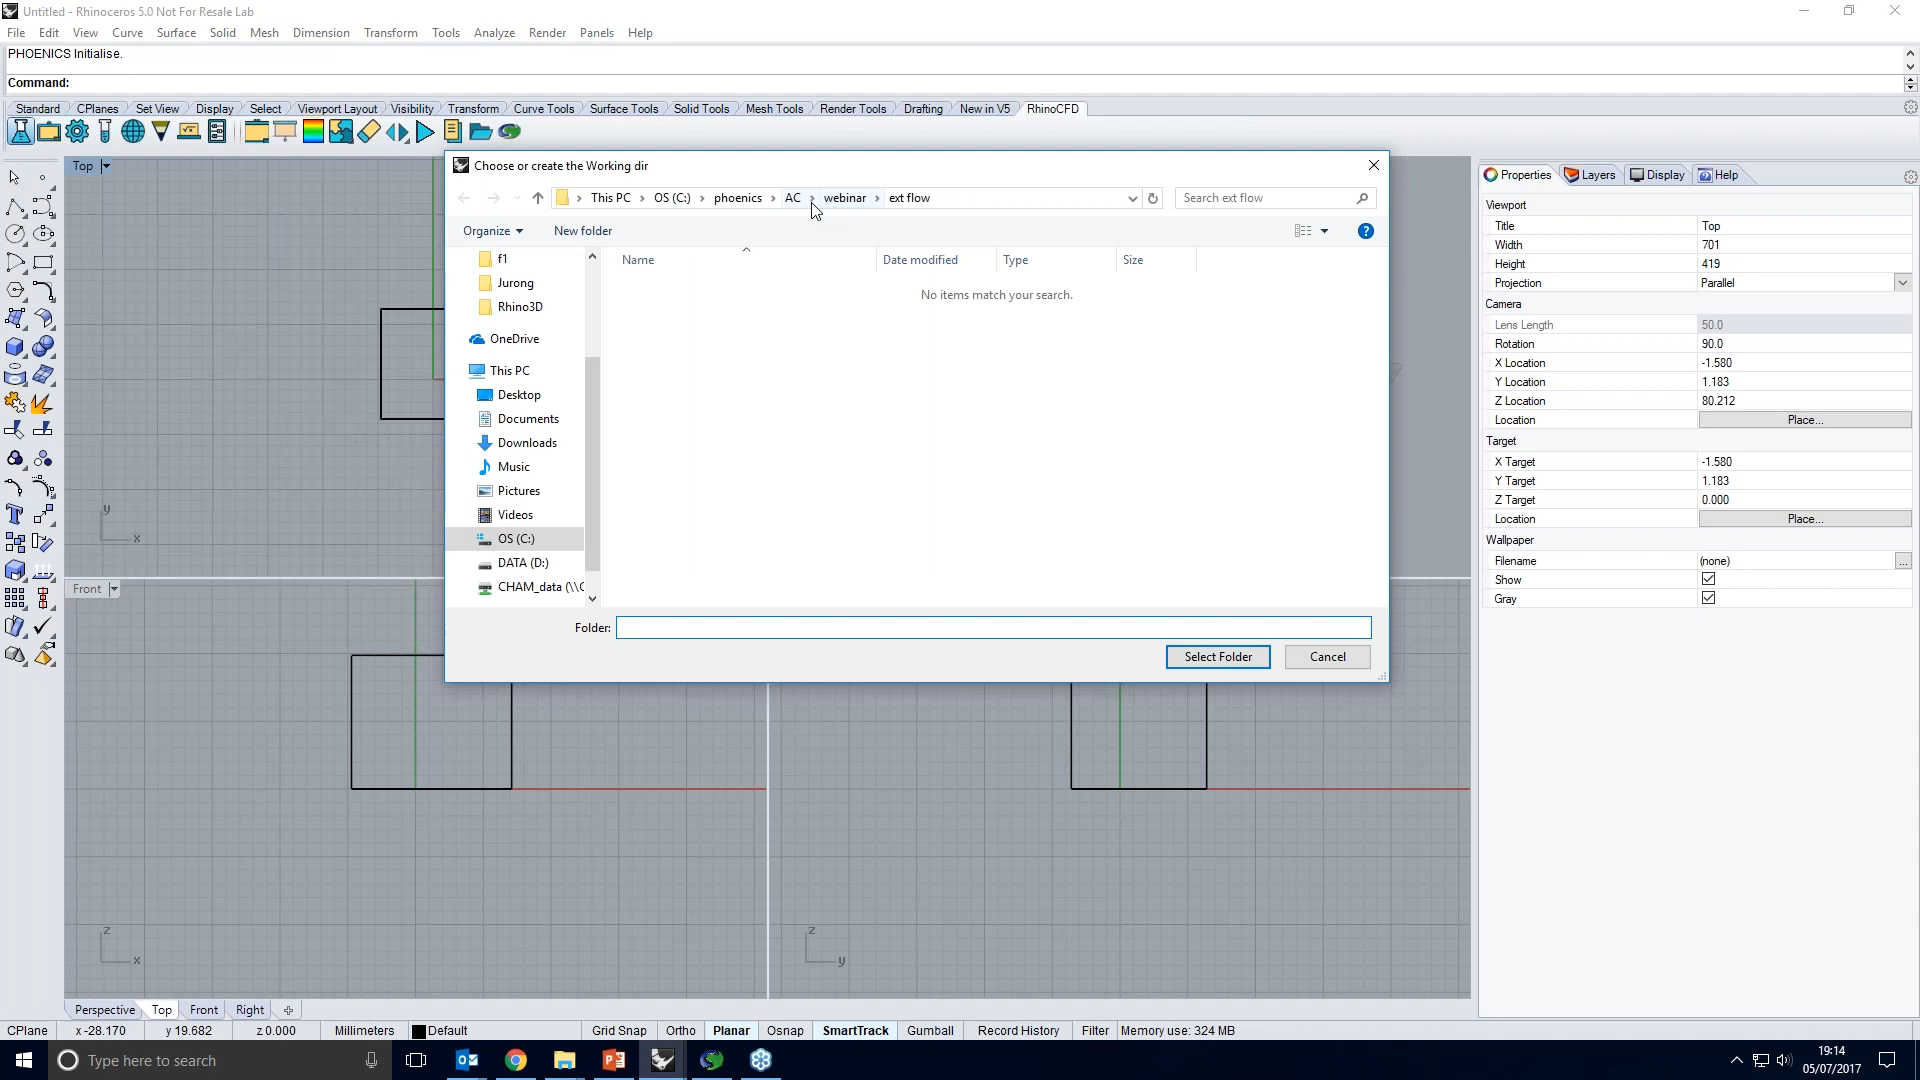 Untitled - Rhinoceros 5.0 Not For Resale Lab
File Edit View Curve Surface Solid Mesh Dimension Transform Tools Analyze Render Panels Help
PHOENICS Initialise.
Command:
Standard CPlanes Set View Display Select Viewport Layout Visibility Transform Curve Tools Surface Tools Solid Tools Mesh Tools Render Tools Drafting New in V5 RhinoCFD
Top
Choose or create the Working dir
This PC OS (C:) phoenics AC webinar ext flow
Search ext flow
Organize New folder
f1
Jurong
Rhino3D
OneDrive
This PC
Desktop
Documents
Downloads
Music
Pictures
Videos
OS (C:)
DATA (D:)
CHAM_data (\\C
Name Date modified Type Size
No items match your search.
Folder:
Select Folder Cancel
y
x
Front
z
x
z
y
Properties Layers Display Help
Viewport
Title Top
Width 701
Height 419
Projection Parallel
Camera
Lens Length 50.0
Rotation 90.0
X Location -1.580
Y Location 1.183
Z Location 80.212
Location Place...
Target
X Target -1.580
Y Target 1.183
Z Target 0.000
Location Place...
Wallpaper
Filename (none) ...
Show
Gray
Perspective Top Front Right
CPlane x -28.170 y 19.682 z 0.000 Millimeters Default Grid Snap Ortho Planar Osnap SmartTrack Gumball Record History Filter Memory use: 324 MB
Type here to search
19:14
05/07/2017